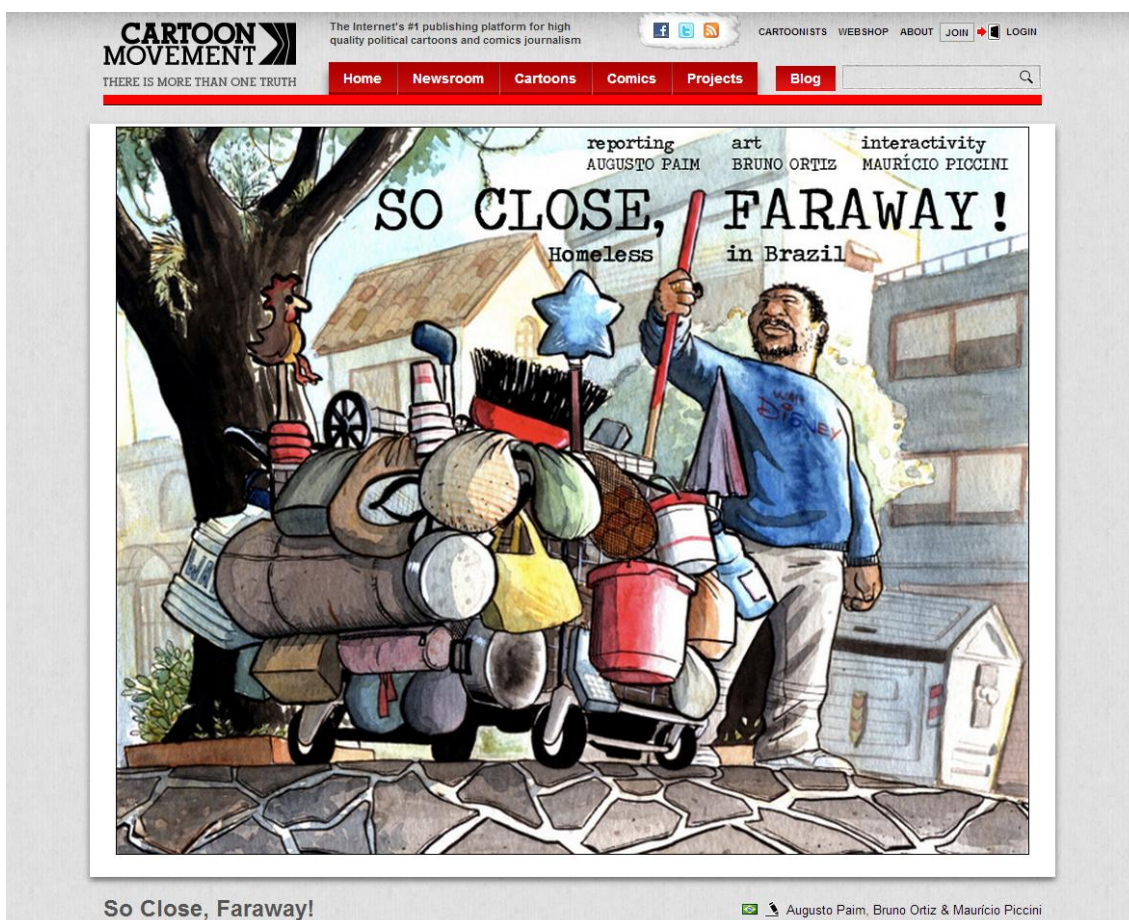 CARTOON
MOVEMENT
THERE IS MORE THAN ONE TRUTH
The Internet's #1 publishing platform for high
quality political cartoons and comics journalism
CARTOONISTS WEBSHOP ABOUT JOIN LOGIN
Home Newsroom Cartoons Comics Projects Blog
reporting art interactivity
AUGUSTO PAIM BRUNO ORTIZ MAURÍCIO PICCINI
SO CLOSE, FARAWAY!
Homeless in Brazil
WALT
DISNEY
So Close, Faraway!
Augusto Paim, Bruno Ortiz & Maurício Piccini